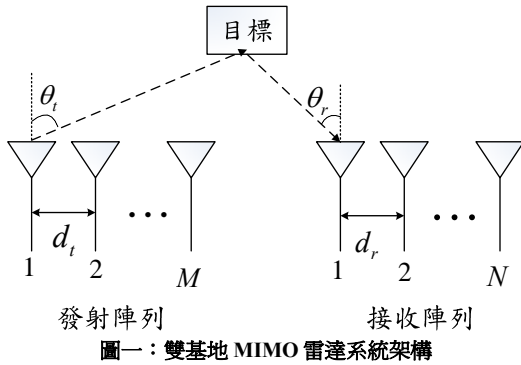 目標
θt θr
dt dr
1 2 M 1 2 N
發射陣列 接收陣列
圖一：雙基地 MIMO 雷達系統架構